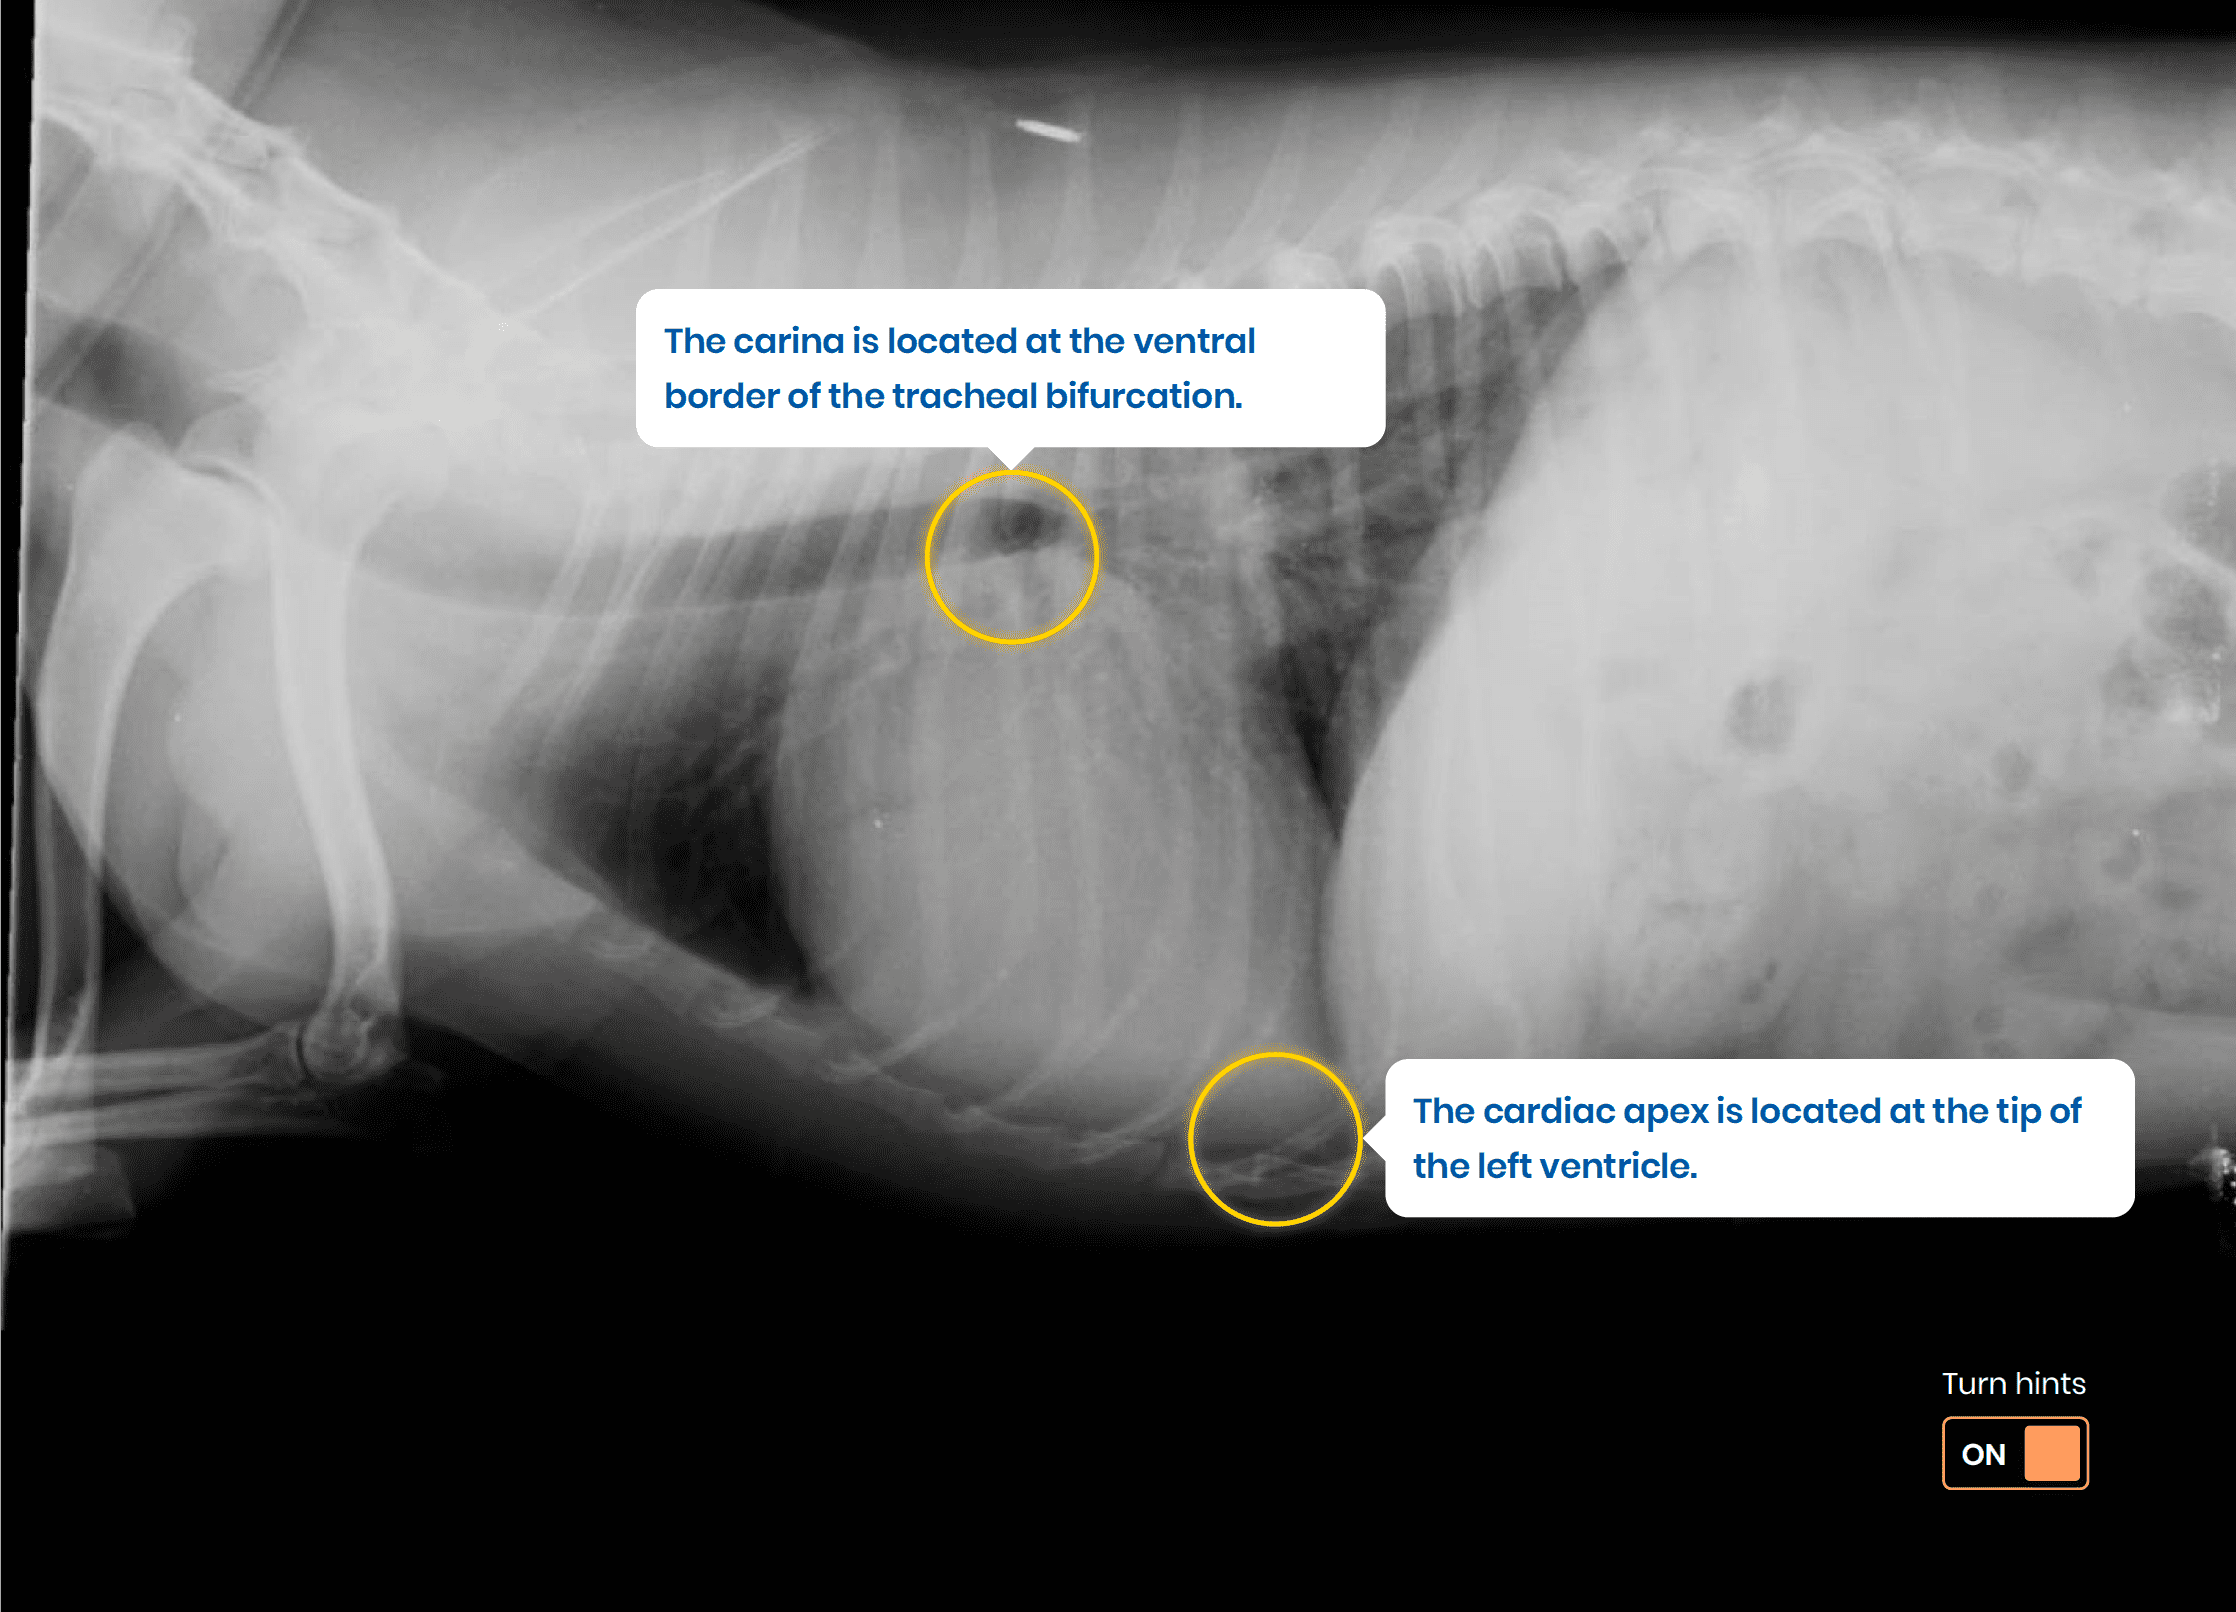 The carina is located at the ventral
border of the tracheal bifurcation.
The cardiac apex is located at the tip of
the left ventricle.
Turn hints
ON